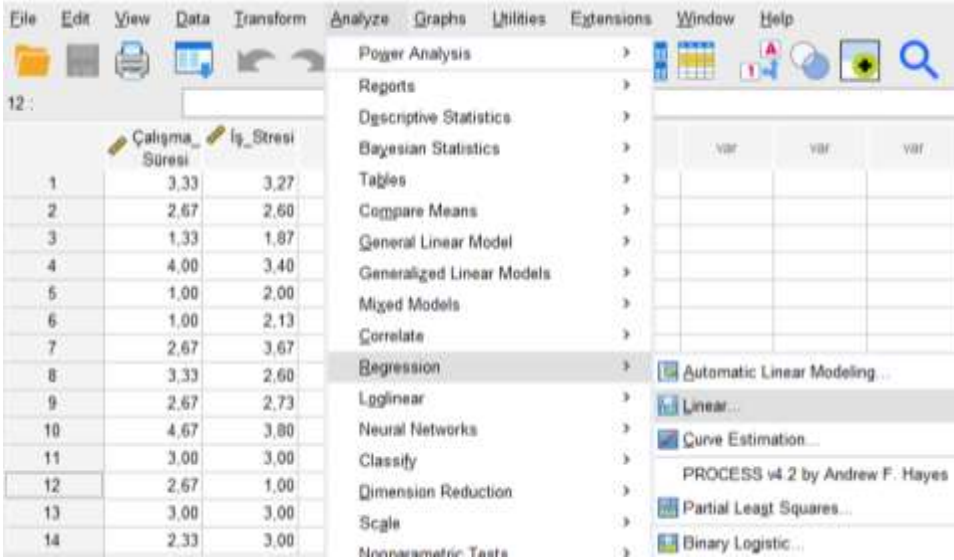 File Edit View Data Transform Analyze Graphs Utilities Extensions Window Help
12 :
Çalışma_Süresi İş_Stresi var var var
1 3,33 3,27
2 2,67 2,60
3 1,33 1,87
4 4,00 3,40
5 1,00 2,00
6 1,00 2,13
7 2,67 3,67
8 3,33 2,60
9 2,67 2,73
10 4,67 3,80
11 3,00 3,00
12 2,67 1,00
13 3,00 3,00
14 2,33 3,00
Power Analysis
Reports
Descriptive Statistics
Bayesian Statistics
Tables
Compare Means
General Linear Model
Generalized Linear Models
Mixed Models
Correlate
Regression
Loglinear
Neural Networks
Classify
Dimension Reduction
Scale
Nonparametric Tests
Automatic Linear Modeling...
Linear...
Curve Estimation...
PROCESS v4.2 by Andrew F. Hayes
Partial Least Squares...
Binary Logistic...
1 A